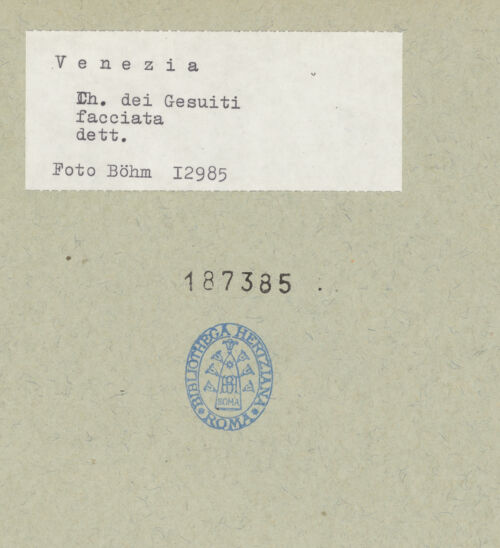 Venezia
Ch. dei Gesuiti
facciata
dett.
Foto Böhm I2985
187385
BIBLIOTHECA HERTZIANA
ROMA
ROMA